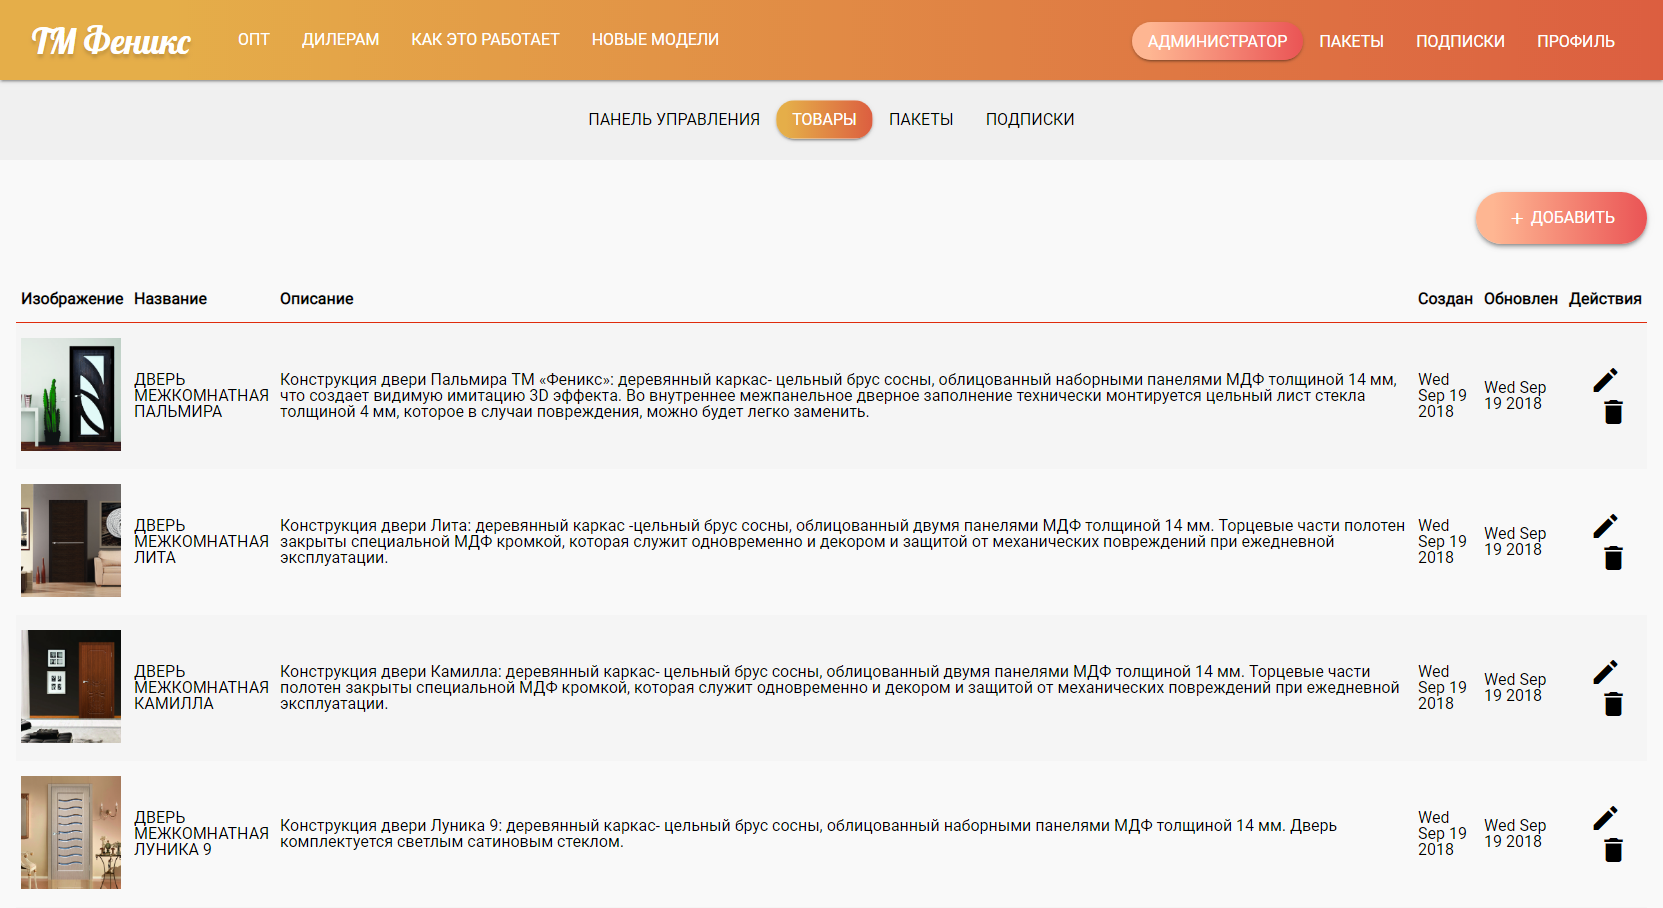 ТМ Феникс
ОПТ
ДИЛЕРАМ
КАК ЭТО РАБОТАЕТ
НОВЫЕ МОДЕЛИ
АДМИНИСТРАТОР
ПАКЕТЫ
ПОДПИСКИ
ПРОФИЛЬ
ПАНЕЛЬ УПРАВЛЕНИЯ
ТОВАРЫ
ПАКЕТЫ
ПОДПИСКИ
+ ДОБАВИТЬ
Изображение
Название
Описание
Создан
Обновлен
Действия
ДВЕРЬ
МЕЖКОМНАТНАЯ
ПАЛЬМИРА
Конструкция двери Пальмира ТМ «Феникс»: деревянный каркас- цельный брус сосны, облицованный наборными панелями МДФ толщиной 14 мм,
что создает видимую имитацию 3D эффекта. Во внутреннее межпанельное дверное заполнение технически монтируется цельный лист стекла
толщиной 4 мм, которое в случаи повреждения, можно будет легко заменить.
Wed
Sep 19
2018
Wed Sep
19 2018
ДВЕРЬ
МЕЖКОМНАТНАЯ
ЛИТА
Конструкция двери Лита: деревянный каркас -цельный брус сосны, облицованный двумя панелями МДФ толщиной 14 мм. Торцевые части полотен
закрыты специальной МДФ кромкой, которая служит одновременно и декором и защитой от механических повреждений при ежедневной
эксплуатации.
Wed
Sep 19
2018
Wed Sep
19 2018
ДВЕРЬ
МЕЖКОМНАТНАЯ
КАМИЛЛА
Конструкция двери Камилла: деревянный каркас- цельный брус сосны, облицованный двумя панелями МДФ толщиной 14 мм. Торцевые части
полотен закрыты специальной МДФ кромкой, которая служит одновременно и декором и защитой от механических повреждений при ежедневной
эксплуатации.
Wed
Sep 19
2018
Wed Sep
19 2018
ДВЕРЬ
МЕЖКОМНАТНАЯ
ЛУНИКА 9
Конструкция двери Луника 9: деревянный каркас- цельный брус сосны, облицованный наборными панелями МДФ толщиной 14 мм. Дверь
комплектуется светлым сатиновым стеклом.
Wed
Sep 19
2018
Wed Sep
19 2018